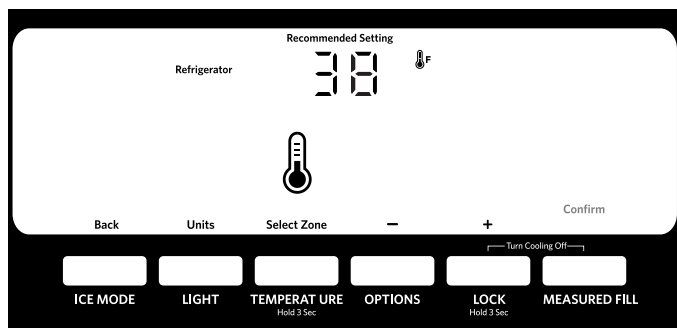 Recommended Setting
Refrigerator 38 F
Back Units Select Zone − +
Confirm
Turn Cooling Off
ICE MODE LIGHT TEMPERAT URE OPTIONS LOCK MEASURED FILL
Hold 3 Sec Hold 3 Sec